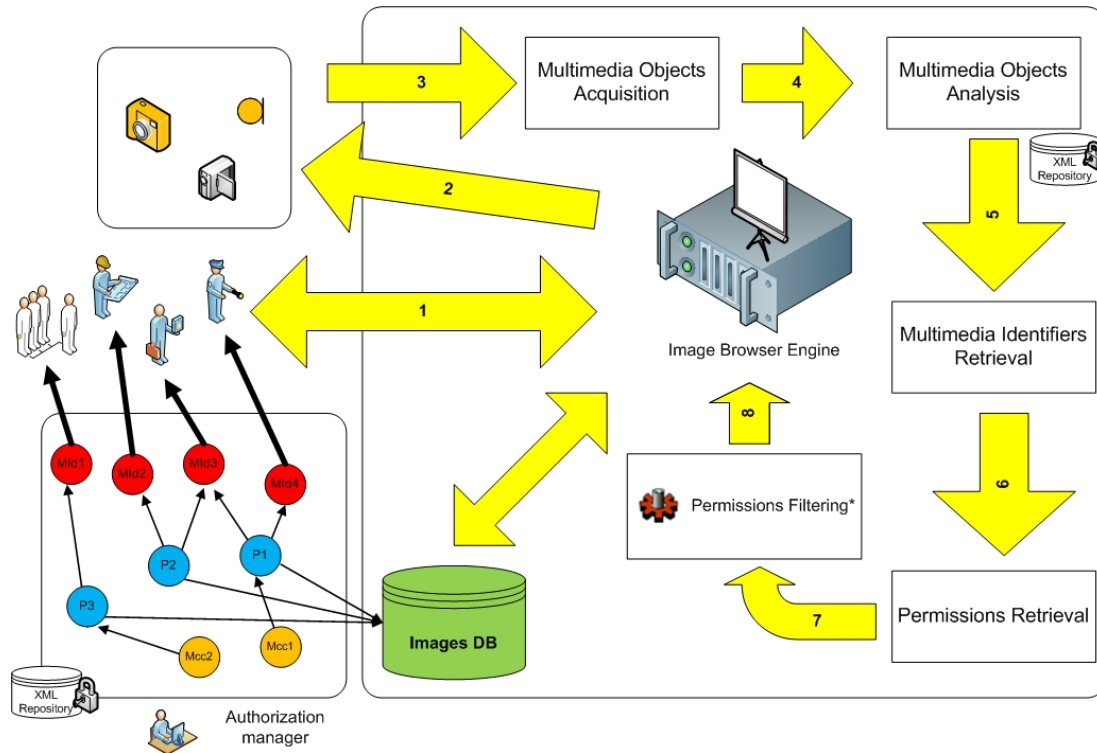 3
Multimedia Objects
Acquisition
4
Multimedia Objects
Analysis
XML
Repository
2
5
1
Image Browser Engine
Multimedia Identifiers
Retrieval
8
MId1
MId2
MId3
MId4
Permissions Filtering*
6
P1
P2
P3
Mcc1
Mcc2
Images DB
7
Permissions Retrieval
XML
Repository
Authorization
manager